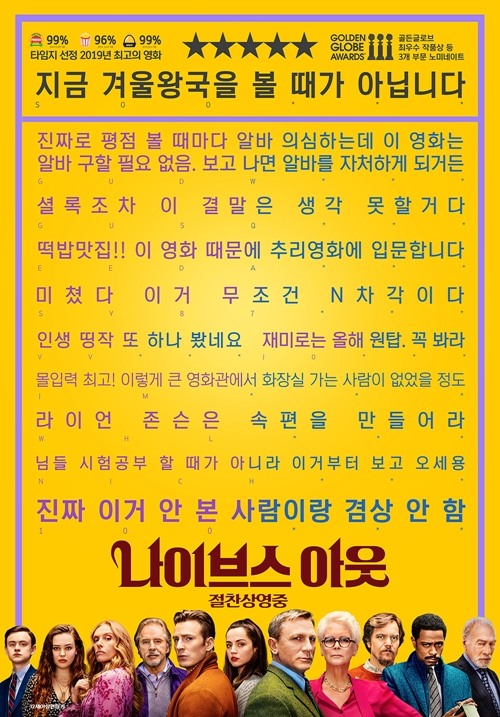 99% 96% 99%
타임지 선정 2019년 최고의 영화
GOLDEN GLOBE AWARDS
골든글로브
최우수 작품상 등
3개 부문 노미네이트
지금 겨울왕국을 볼 때가 아닙니다
S O O * * *
진짜로 평점 볼 때마다 알바 의심하는데 이 영화는
알바 구할 필요 없음. 보고 나면 알바를 자처하게 되거든
G U D W * * *
셜록조차 이 결말은 생각 못할거다
G U S Q * * *
떡밥맛집!! 이 영화 때문에 추리영화에 입문합니다
E E D A * * *
미쳤다 이거 무조건 N차각이다
S Y 8 7 * * *
인생 띵작 또 하나 봤네요 재미로는 올해 원탑. 꼭 봐라
몰입력 최고! 이렇게 큰 영화관에서 화장실 가는 사람이 없었을 정도
J M * * *
라이언 존슨은 속편을 만들어라
W H L * * *
님들 시험공부 할 때가 아니라 이거부터 보고 오세용
N I C H * * *
진짜 이거 안 본 사람이랑 겸상 안 함
I O O * * *
나이브스 아웃
절찬상영중